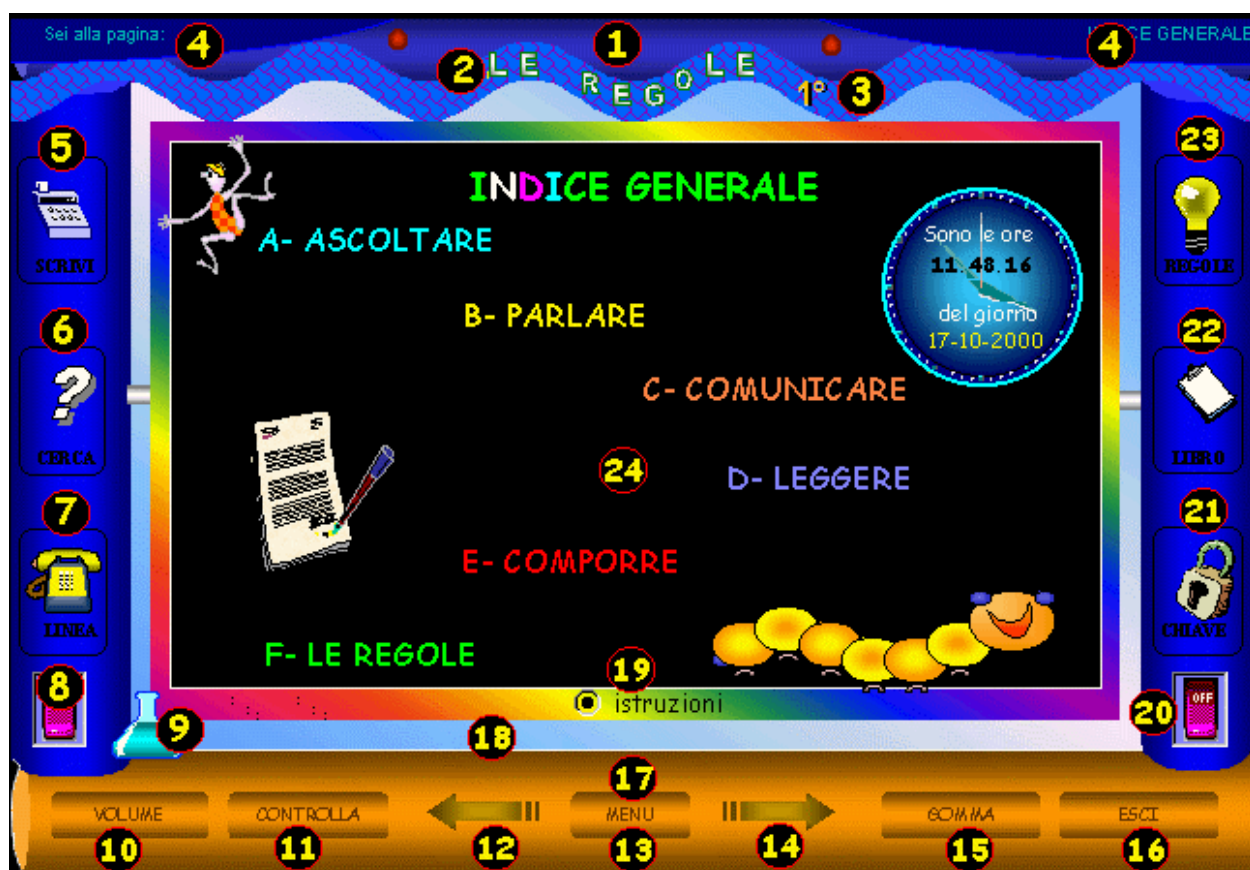 Sei alla pagina:
4
1
4
CE GENERALE
2
LE REGOLE
1°
3
5
23
INDICE GENERALE
A- ASCOLTARE
Sono le ore
11.48.16
SCRIVI
REGOLE
B- PARLARE
del giorno
17-10-2000
6
22
C- COMUNICARE
CERCA
24
D- LEGGERE
LIBRO
7
21
E- COMPORRE
LINEA
CHIAVE
F- LE REGOLE
8
19
OFF
20
istruzioni
9
18
17
VOLUME
CONTROLLA
MENU
GOMMA
ESCI
10
11
12
13
14
15
16